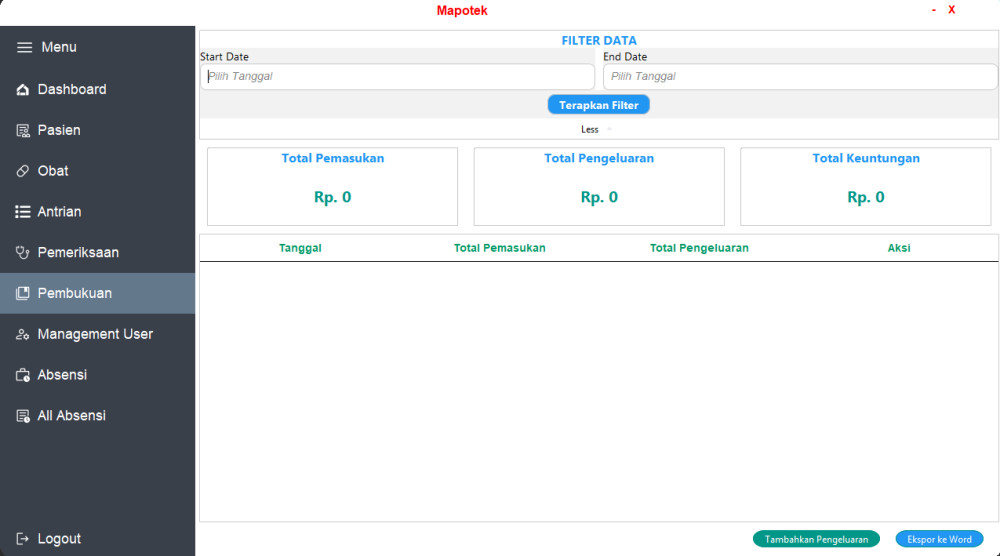 Mapotek
- X
Menu
Dashboard
Pasien
Obat
Antrian
Pemeriksaan
Pembukuan
Management User
Absensi
All Absensi
Logout
FILTER DATA
Start Date
End Date
Pilih Tanggal
Pilih Tanggal
Terapkan Filter
Less
Total Pemasukan
Rp. 0
Total Pengeluaran
Rp. 0
Total Keuntungan
Rp. 0
Tanggal Total Pemasukan Total Pengeluaran Aksi
Tambahkan Pengeluaran
Ekspor ke Word